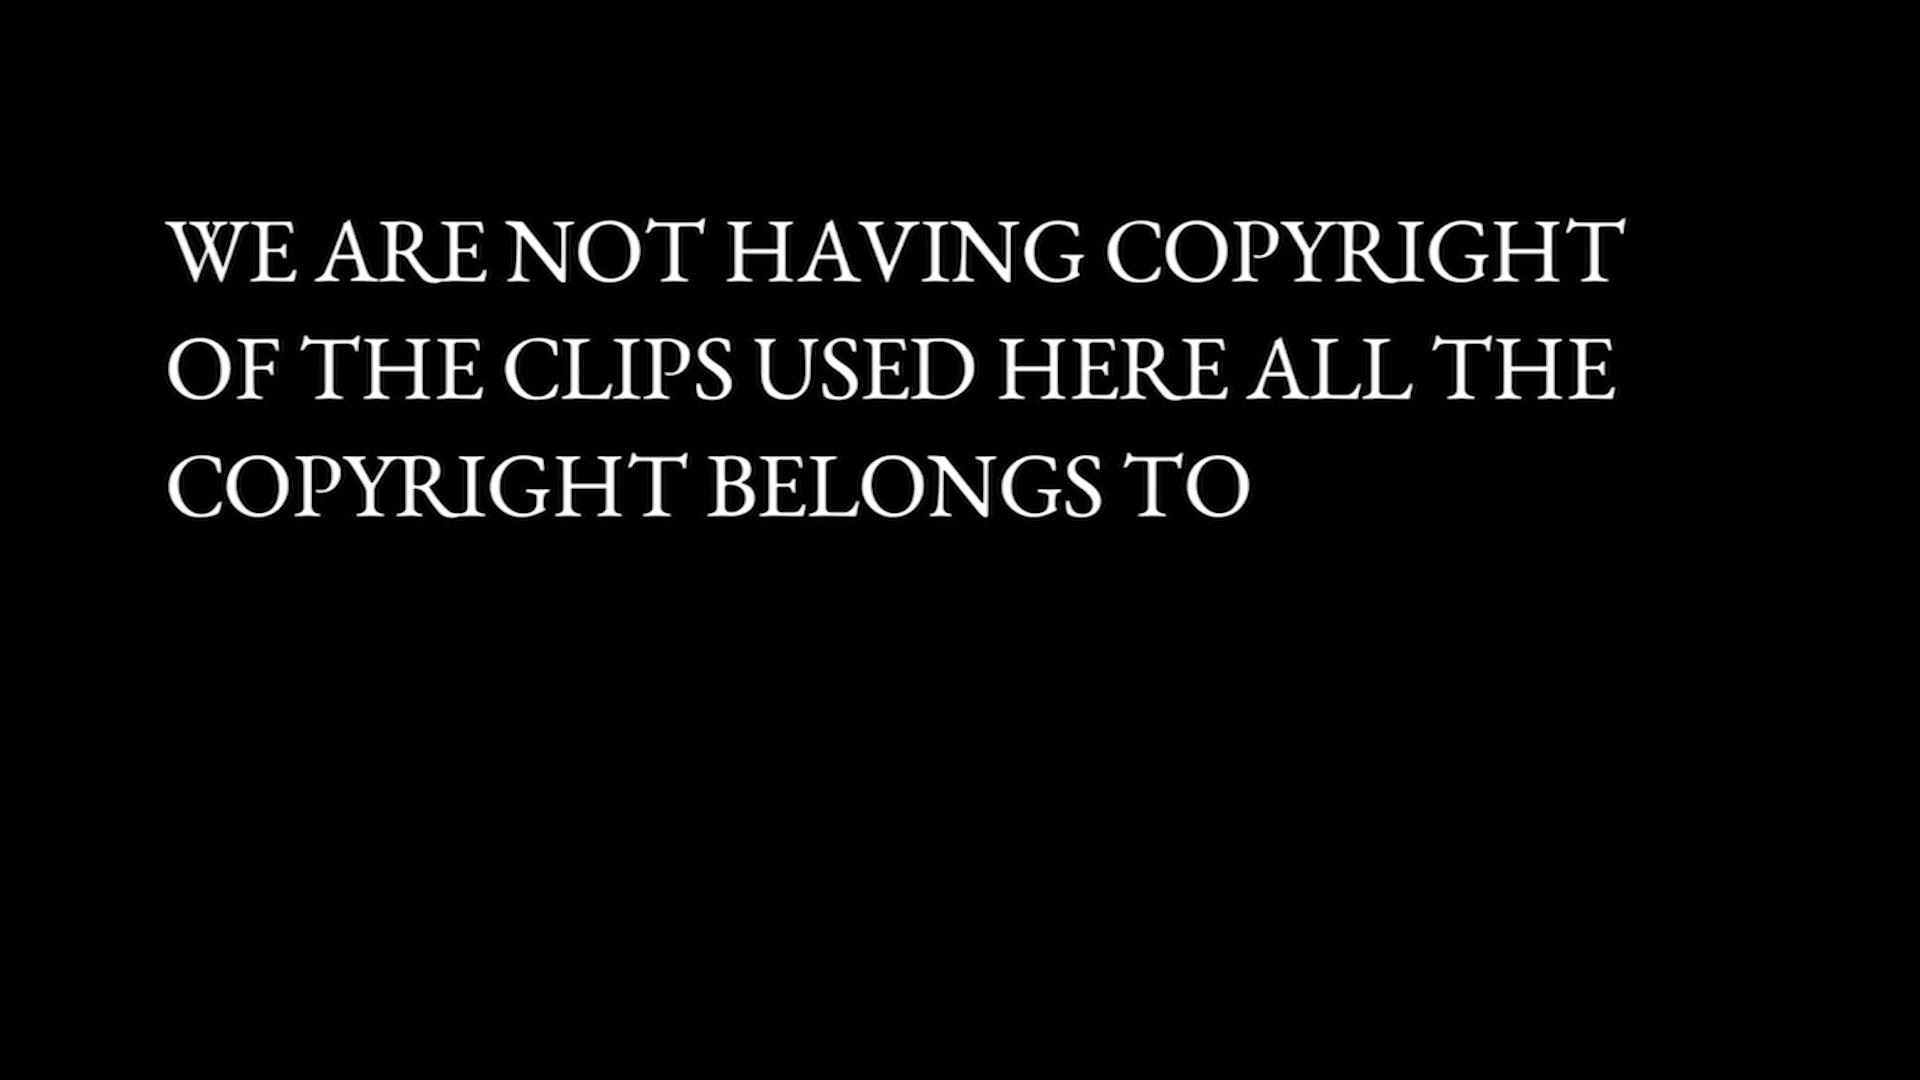 WE ARE NOT HAVING COPYRIGHT
OF THE CLIPS USED HERE ALL THE
COPYRIGHT BELONGS TO